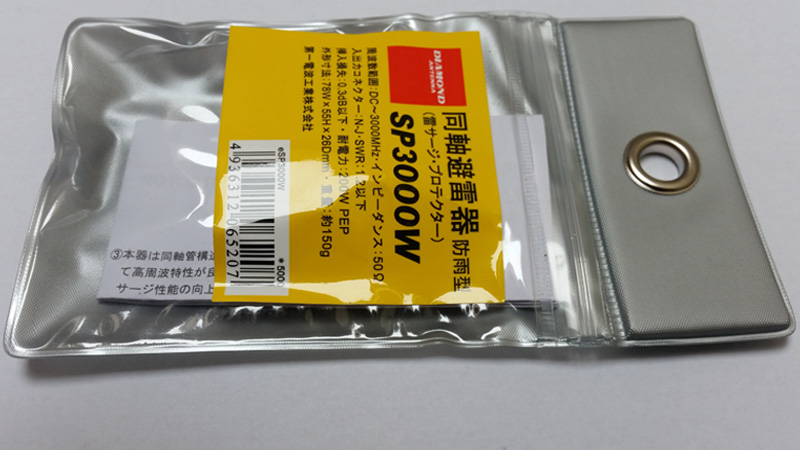 DIAMOND
ANTENNA
同軸避雷器 防雨型
(雷サージ・プロテクター)
SP3000W
周波数範囲:DC~3000MHz・インピーダンス:50Ω
入出力コネクター:N-J・SWR:1.2以下
挿入損失:0.3dB以下・耐電力:200W PEP
外形寸法:78W×55H×26Dmm・重量:約150g
第一電波工業株式会社
eSP3000W
*500
4 936312 065207
③本器は同軸管構造
て高周波特性が良
サージ性能の向上